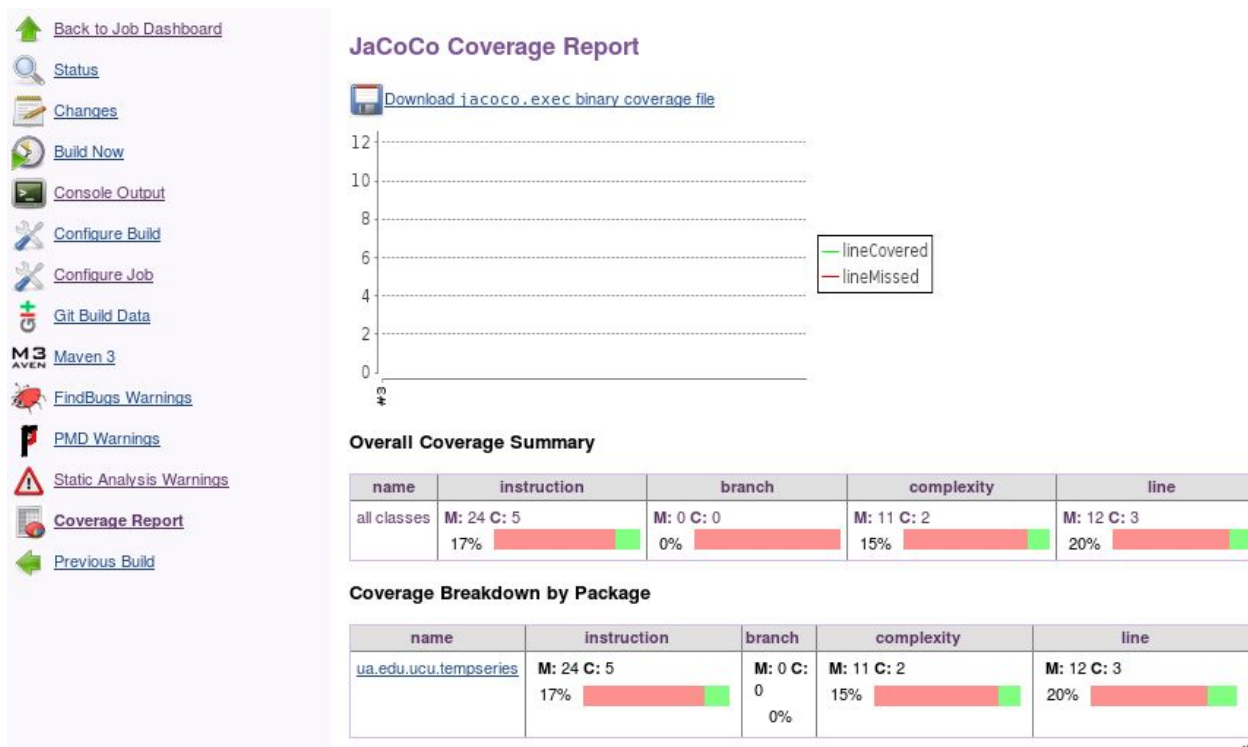 Back to Job Dashboard
Status
Changes
Build Now
Console Output
Configure Build
Configure Job
Git Build Data
Maven 3
FindBugs Warnings
PMD Warnings
Static Analysis Warnings
Coverage Report
Previous Build
git
M3
AVEN
JaCoCo Coverage Report
Download jacoco.exec binary coverage file
12
10
8
6
4
2
0
#3
lineCovered
lineMissed
Overall Coverage Summary
name instruction branch complexity line
all classes M: 24 C: 5 M: 0 C: 0 M: 11 C: 2 M: 12 C: 3
17% 0% 15% 20%
Coverage Breakdown by Package
name instruction branch complexity line
ua.edu.ucu.tempseries M: 24 C: 5 M: 0 C: M: 11 C: 2 M: 12 C: 3
17% 0 15% 20%
0%